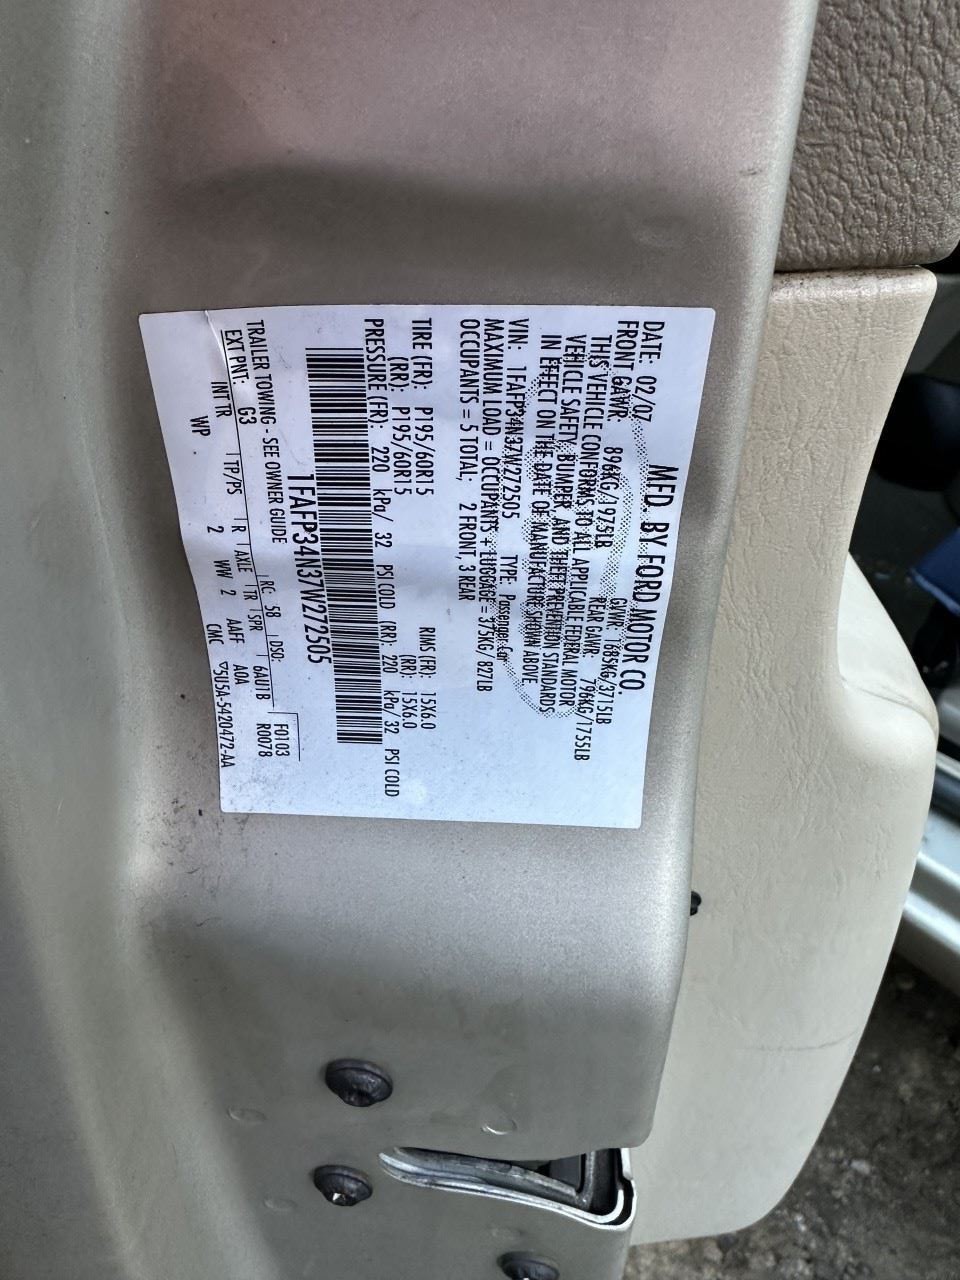 MFD. BY FORD MOTOR CO.
DATE: 02/07 GVWR: 1685KG/3715LB
FRONT GAWR: 896KG/1975LB REAR GAWR: 796KG/1755LB
THIS VEHICLE CONFORMS TO ALL APPLICABLE FEDERAL MOTOR
VEHICLE SAFETY, BUMPER, AND THEFT PREVENTION STANDARDS
IN EFFECT ON THE DATE OF MANUFACTURE SHOWN ABOVE.
VIN: 1FAFP34N37W272505 TYPE: Passenger Car
MAXIMUM LOAD = OCCUPANTS + LUGGAGE = 375KG/ 827LB
OCCUPANTS = 5 TOTAL; 2 FRONT, 3 REAR
TIRE (FR): P195/60R15 RIMS (FR): 15X6.0
(RR): P195/60R15 (RR): 15X6.0
PRESSURE (FR): 220 kPa/ 32 PSI COLD (RR): 220 kPa/ 32 PSI COLD
1FAFP34N37W272505
TRAILER TOWING - SEE OWNER GUIDE
EXT PNT: G3 RC: 58 DSO: F0103
INT TR TP/PS R AXLE TR SPR 6AUTB R0078
WP 2 WW 2 AAFF A0A
CMC ▽5U5A-5420472-AA